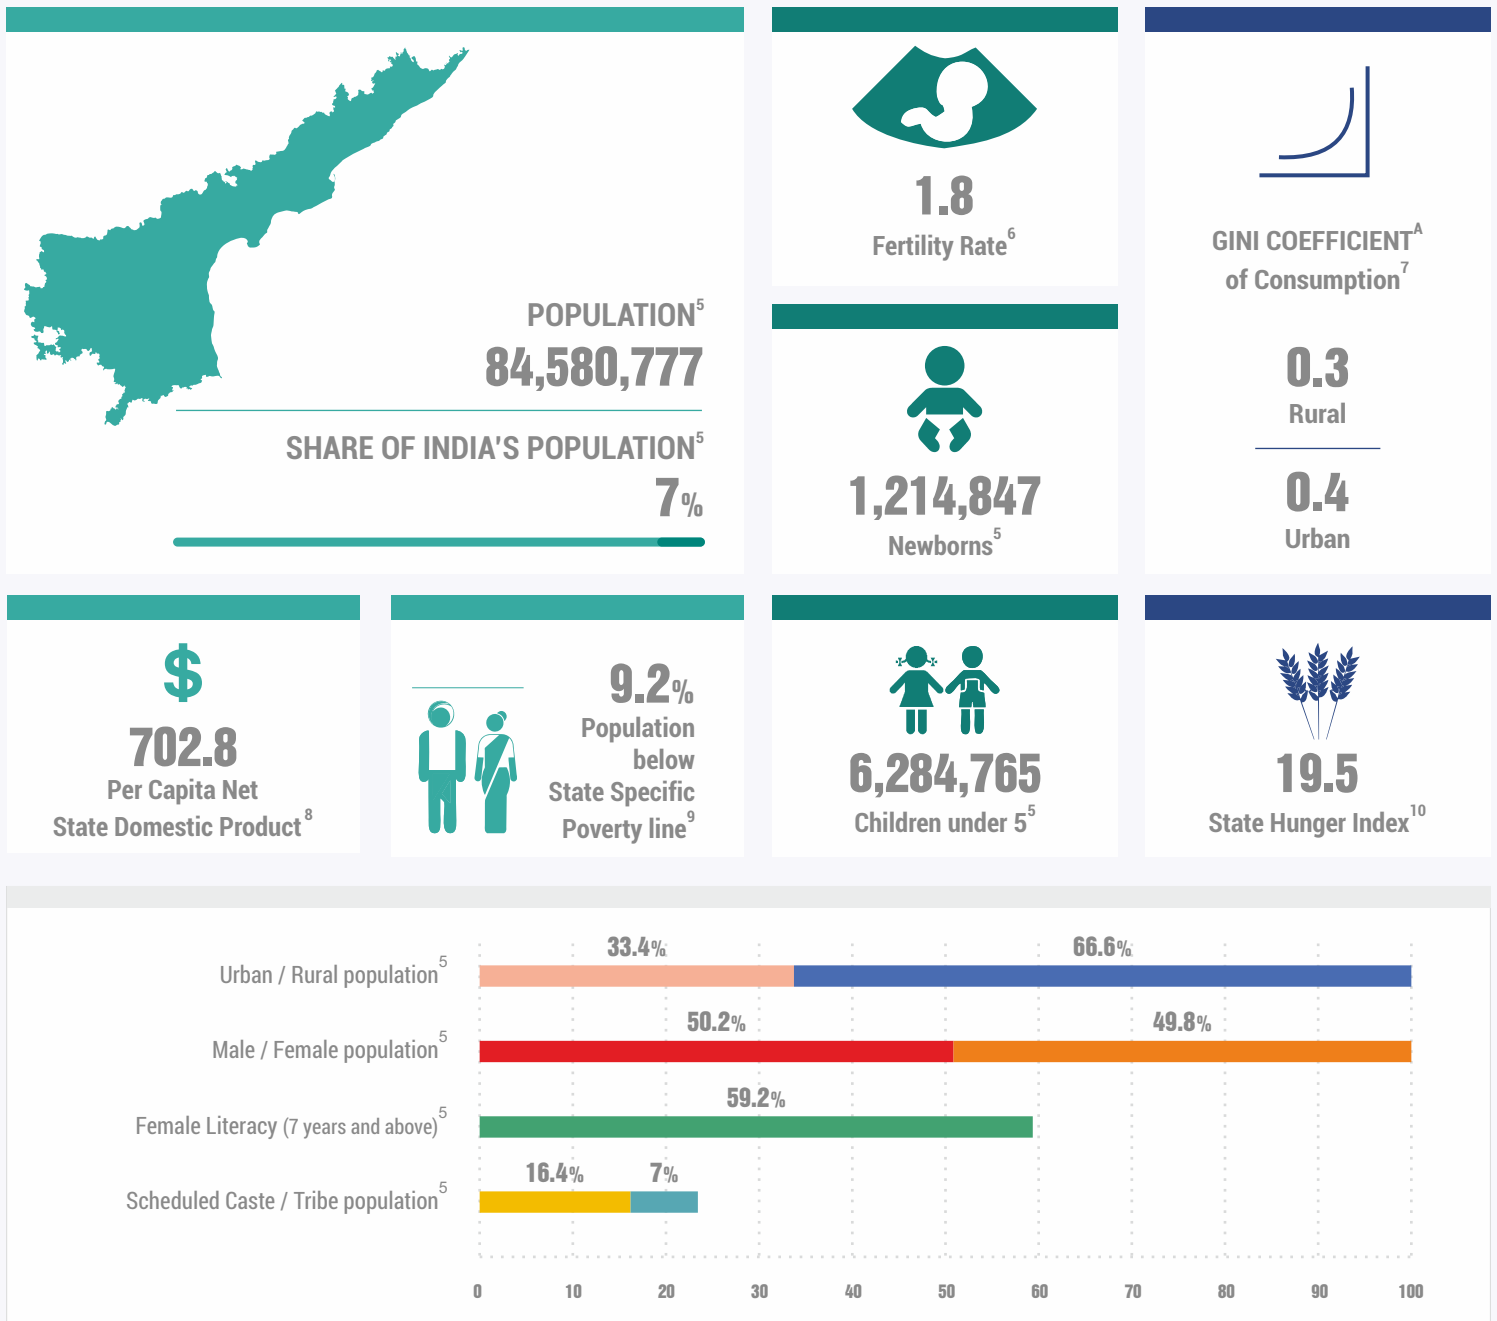 POPULATION5
84,580,777
SHARE OF INDIA'S POPULATION5
7%
1.8
Fertility Rate6
1,214,847
Newborns5
GINI COEFFICIENTA
of Consumption7
0.3
Rural
0.4
Urban
$
702.8
Per Capita Net
State Domestic Product8
9.2%
Population
below
State Specific
Poverty line9
6,284,765
Children under 55
19.5
State Hunger Index10
33.4% 66.6%
Urban / Rural population5
50.2% 49.8%
Male / Female population5
59.2%
Female Literacy (7 years and above)5
16.4% 7%
Scheduled Caste / Tribe population5
0 10 20 30 40 50 60 70 80 90 100